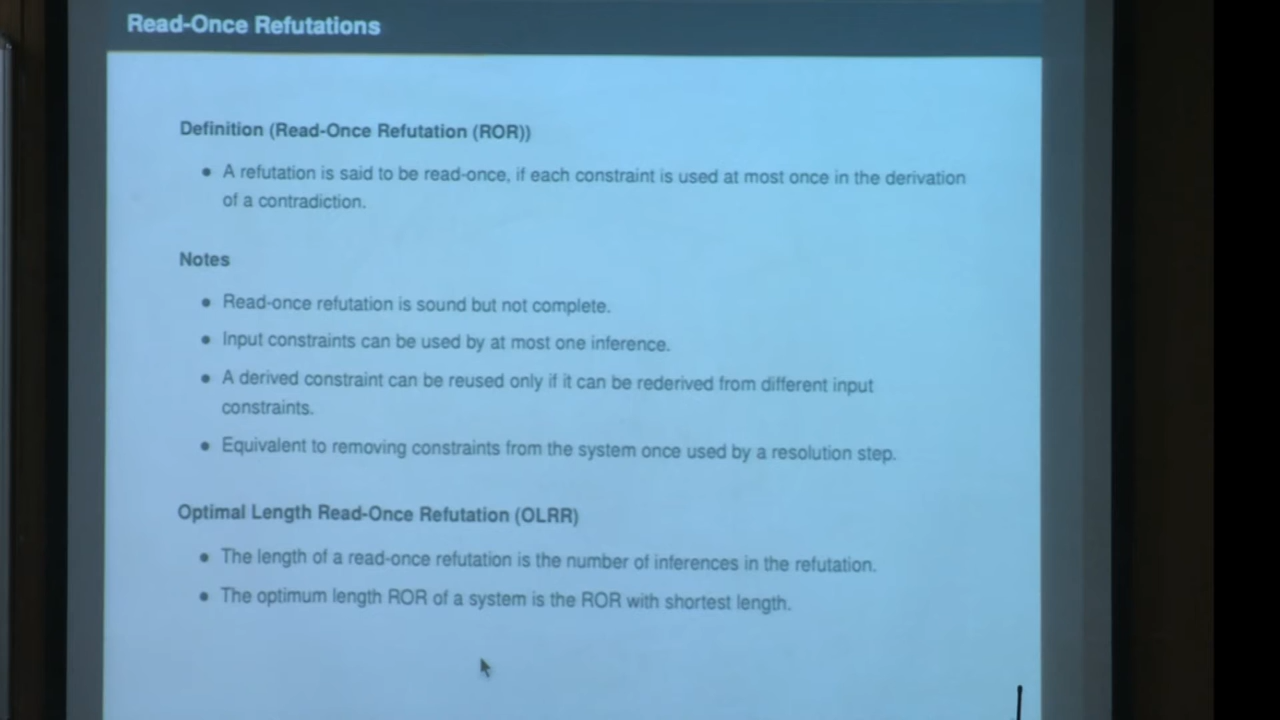 Read-Once Refutations
Definition (Read-Once Refutation (ROR))
• A refutation is said to be read-once, if each constraint is used at most once in the derivation
of a contradiction.
Notes
• Read-once refutation is sound but not complete.
• Input constraints can be used by at most one inference.
• A derived constraint can be reused only if it can be rederived from different input
constraints.
• Equivalent to removing constraints from the system once used by a resolution step.
Optimal Length Read-Once Refutation (OLRR)
• The length of a read-once refutation is the number of inferences in the refutation.
• The optimum length ROR of a system is the ROR with shortest length.